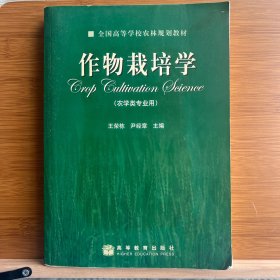 全国高等学校农林规划教材
作物栽培学
Crop Cultivation Science
(农学类专业用)
王荣栋 尹经章 主编
高等教育出版社
HIGHER EDUCATION PRESS